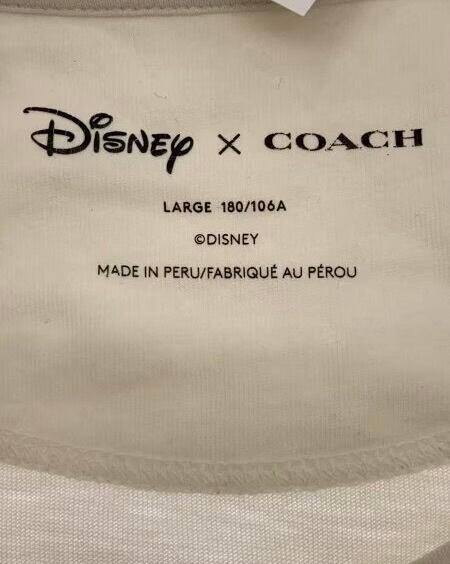 Disney × COACH
LARGE 180/106A
©DISNEY
MADE IN PERU/FABRIQUÉ AU PÉROU